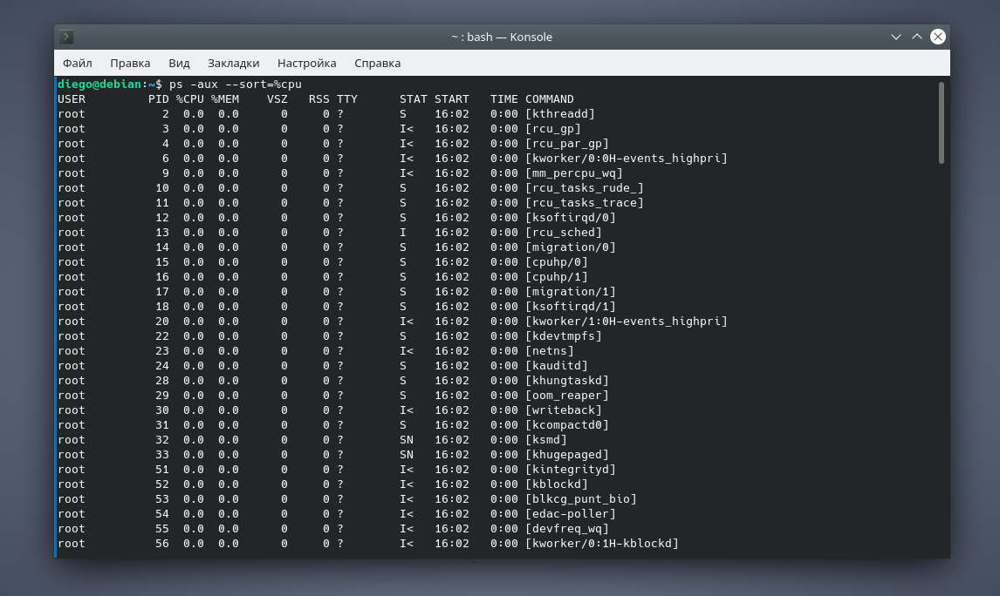 ~ : bash — Konsole
Файл Правка Вид Закладки Настройка Справка
diego@debian:~$ ps -aux --sort=%cpu
USER PID %CPU %MEM VSZ RSS TTY STAT START TIME COMMAND
root 2 0.0 0.0 0 0 ? S 16:02 0:00 [kthreadd]
root 3 0.0 0.0 0 0 ? I< 16:02 0:00 [rcu_gp]
root 4 0.0 0.0 0 0 ? I< 16:02 0:00 [rcu_par_gp]
root 6 0.0 0.0 0 0 ? I< 16:02 0:00 [kworker/0:0H-events_highpri]
root 9 0.0 0.0 0 0 ? I< 16:02 0:00 [mm_percpu_wq]
root 10 0.0 0.0 0 0 ? S 16:02 0:00 [rcu_tasks_rude_]
root 11 0.0 0.0 0 0 ? S 16:02 0:00 [rcu_tasks_trace]
root 12 0.0 0.0 0 0 ? S 16:02 0:00 [ksoftirqd/0]
root 13 0.0 0.0 0 0 ? I 16:02 0:00 [rcu_sched]
root 14 0.0 0.0 0 0 ? S 16:02 0:00 [migration/0]
root 15 0.0 0.0 0 0 ? S 16:02 0:00 [cpuhp/0]
root 16 0.0 0.0 0 0 ? S 16:02 0:00 [cpuhp/1]
root 17 0.0 0.0 0 0 ? S 16:02 0:00 [migration/1]
root 18 0.0 0.0 0 0 ? S 16:02 0:00 [ksoftirqd/1]
root 20 0.0 0.0 0 0 ? I< 16:02 0:00 [kworker/1:0H-events_highpri]
root 22 0.0 0.0 0 0 ? S 16:02 0:00 [kdevtmpfs]
root 23 0.0 0.0 0 0 ? I< 16:02 0:00 [netns]
root 24 0.0 0.0 0 0 ? S 16:02 0:00 [kauditd]
root 28 0.0 0.0 0 0 ? S 16:02 0:00 [khungtaskd]
root 29 0.0 0.0 0 0 ? S 16:02 0:00 [oom_reaper]
root 30 0.0 0.0 0 0 ? I< 16:02 0:00 [writeback]
root 31 0.0 0.0 0 0 ? S 16:02 0:00 [kcompactd0]
root 32 0.0 0.0 0 0 ? SN 16:02 0:00 [ksmd]
root 33 0.0 0.0 0 0 ? SN 16:02 0:00 [khugepaged]
root 51 0.0 0.0 0 0 ? I< 16:02 0:00 [kintegrityd]
root 52 0.0 0.0 0 0 ? I< 16:02 0:00 [kblockd]
root 53 0.0 0.0 0 0 ? I< 16:02 0:00 [blkcg_punt_bio]
root 54 0.0 0.0 0 0 ? I< 16:02 0:00 [edac-poller]
root 55 0.0 0.0 0 0 ? I< 16:02 0:00 [devfreq_wq]
root 56 0.0 0.0 0 0 ? I< 16:02 0:00 [kworker/0:1H-kblockd]